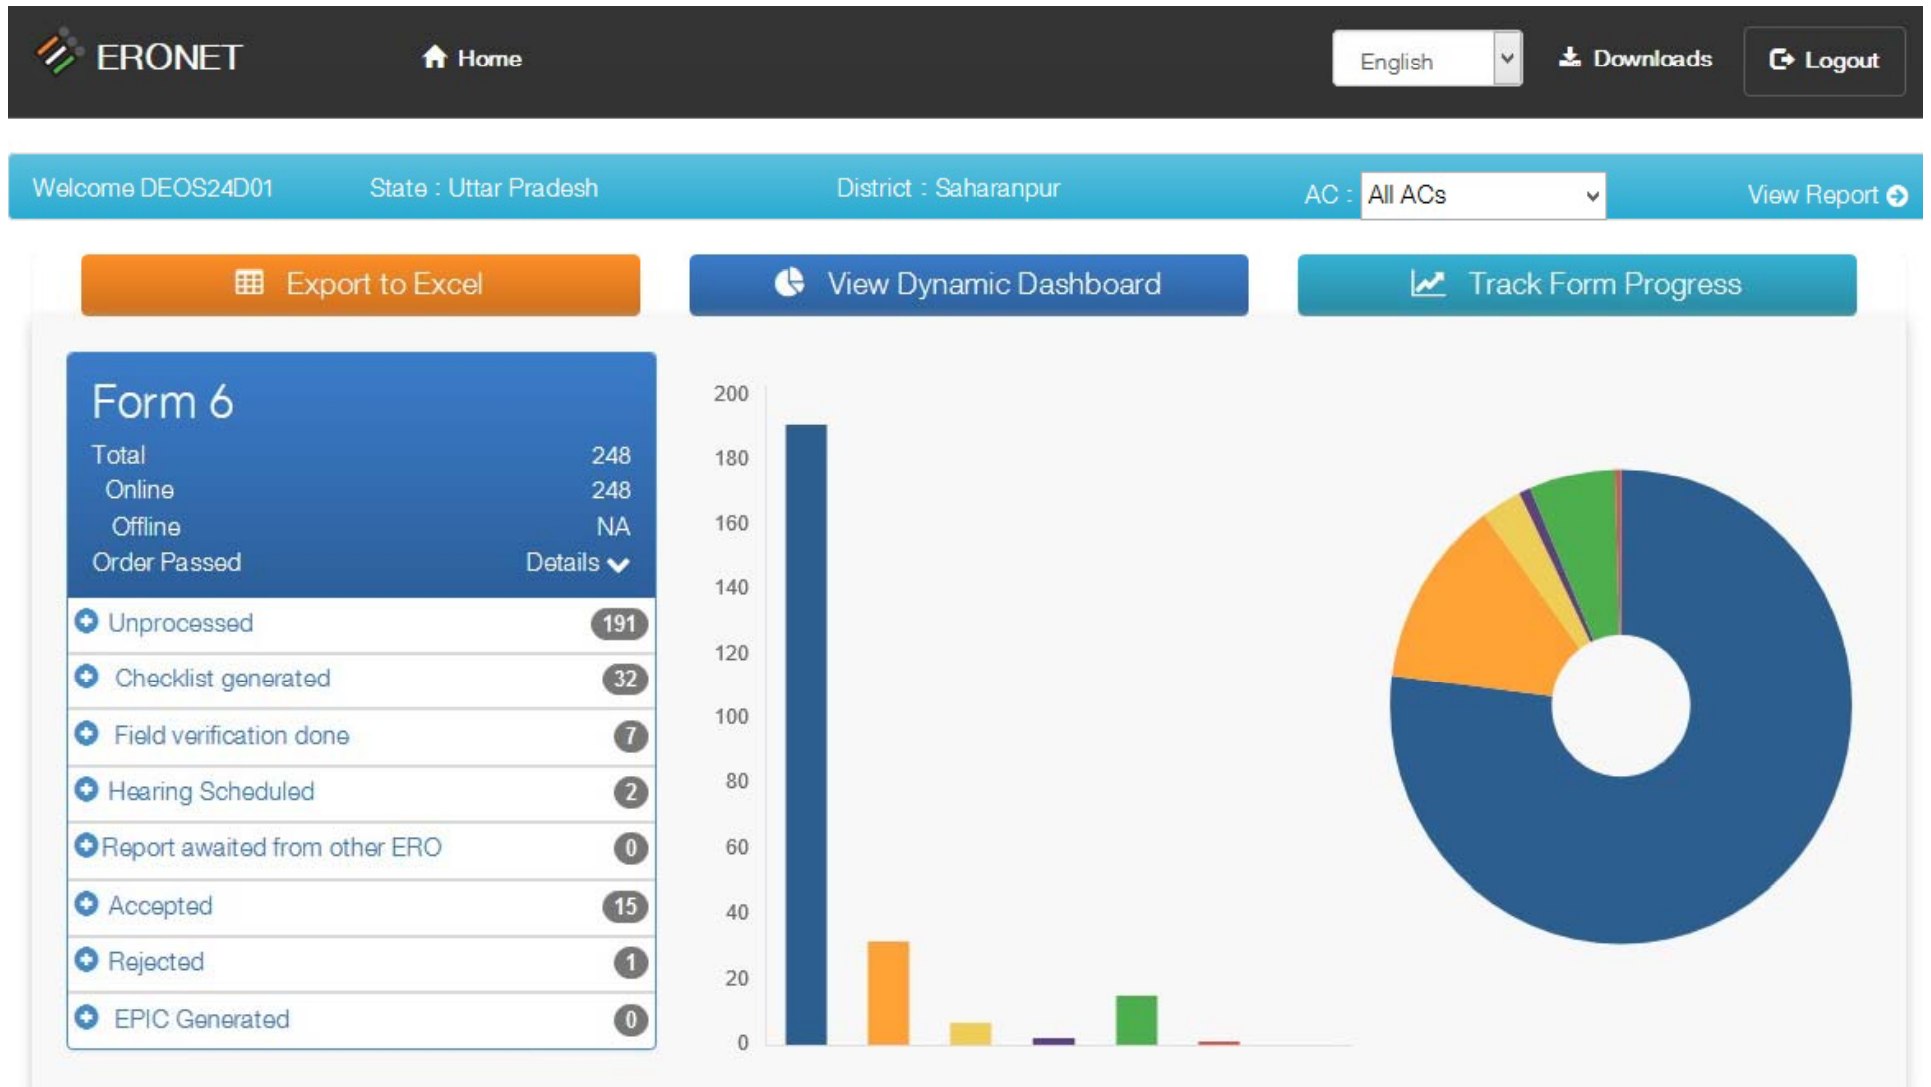 ERONET Home English Downloads Logout
Welcome DEOS24D01 State : Uttar Pradesh District : Saharanpur AC : All ACs View Report
Export to Excel View Dynamic Dashboard Track Form Progress
Form 6
Total 248
Online 248
Offline NA
Order Passed Details
Unprocessed 191
Checklist generated 32
Field verification done 7
Hearing Scheduled 2
Report awaited from other ERO 0
Accepted 15
Rejected 1
EPIC Generated 0
200
180
160
140
120
100
80
60
40
20
0